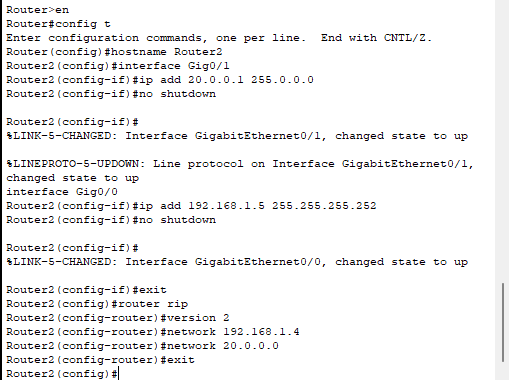 Router>en
Router#config t
Enter configuration commands, one per line.  End with CNTL/Z.
Router(config)#hostname Router2
Router2(config)#interface Gig0/1
Router2(config-if)#ip add 20.0.0.1 255.0.0.0
Router2(config-if)#no shutdown

Router2(config-if)#
%LINK-5-CHANGED: Interface GigabitEthernet0/1, changed state to up

%LINEPROTO-5-UPDOWN: Line protocol on Interface GigabitEthernet0/1,
changed state to up
interface Gig0/0
Router2(config-if)#ip add 192.168.1.5 255.255.255.252
Router2(config-if)#no shutdown

Router2(config-if)#
%LINK-5-CHANGED: Interface GigabitEthernet0/0, changed state to up

Router2(config-if)#exit
Router2(config)#router rip
Router2(config-router)#version 2
Router2(config-router)#network 192.168.1.4
Router2(config-router)#network 20.0.0.0
Router2(config-router)#exit
Router2(config)#